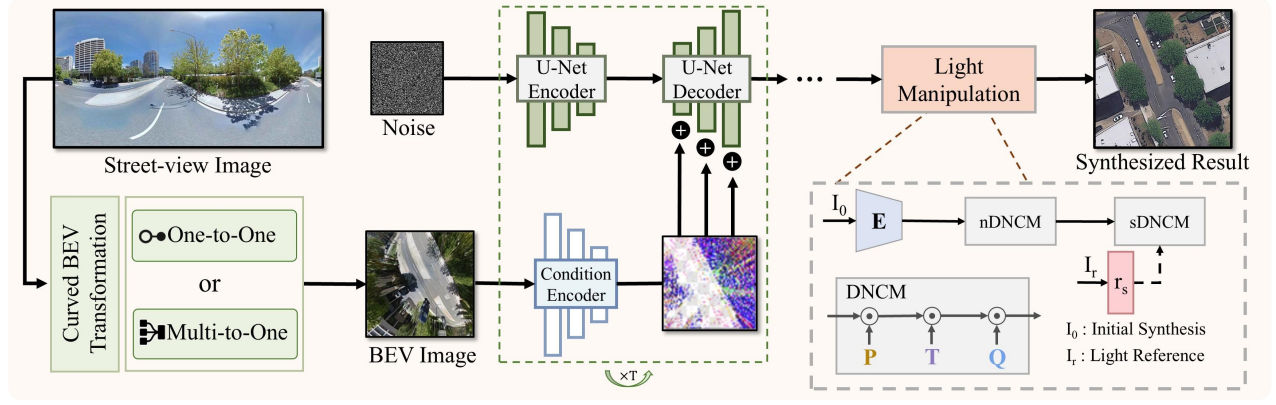 Street-view Image
Curved BEV
Transformation
One-to-One
or
Multi-to-One
BEV Image
Noise
U-Net
Encoder
U-Net
Decoder
Condition
Encoder
×T
...
Light
Manipulation
Synthesized Result
I₀
E
nDNCM
sDNCM
Iᵣ
rₛ
DNCM
P
T
Q
I₀ : Initial Synthesis
Iᵣ : Light Reference